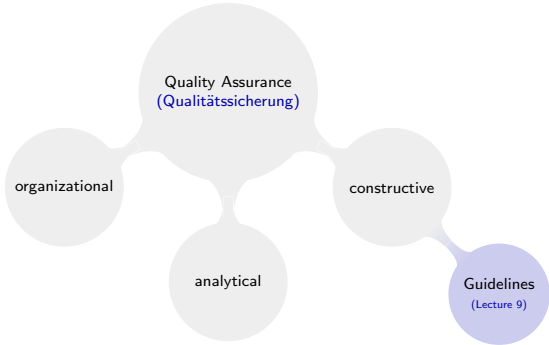 Quality Assurance
(Qualitätssicherung)
organizational
constructive
analytical
Guidelines
(Lecture 9)